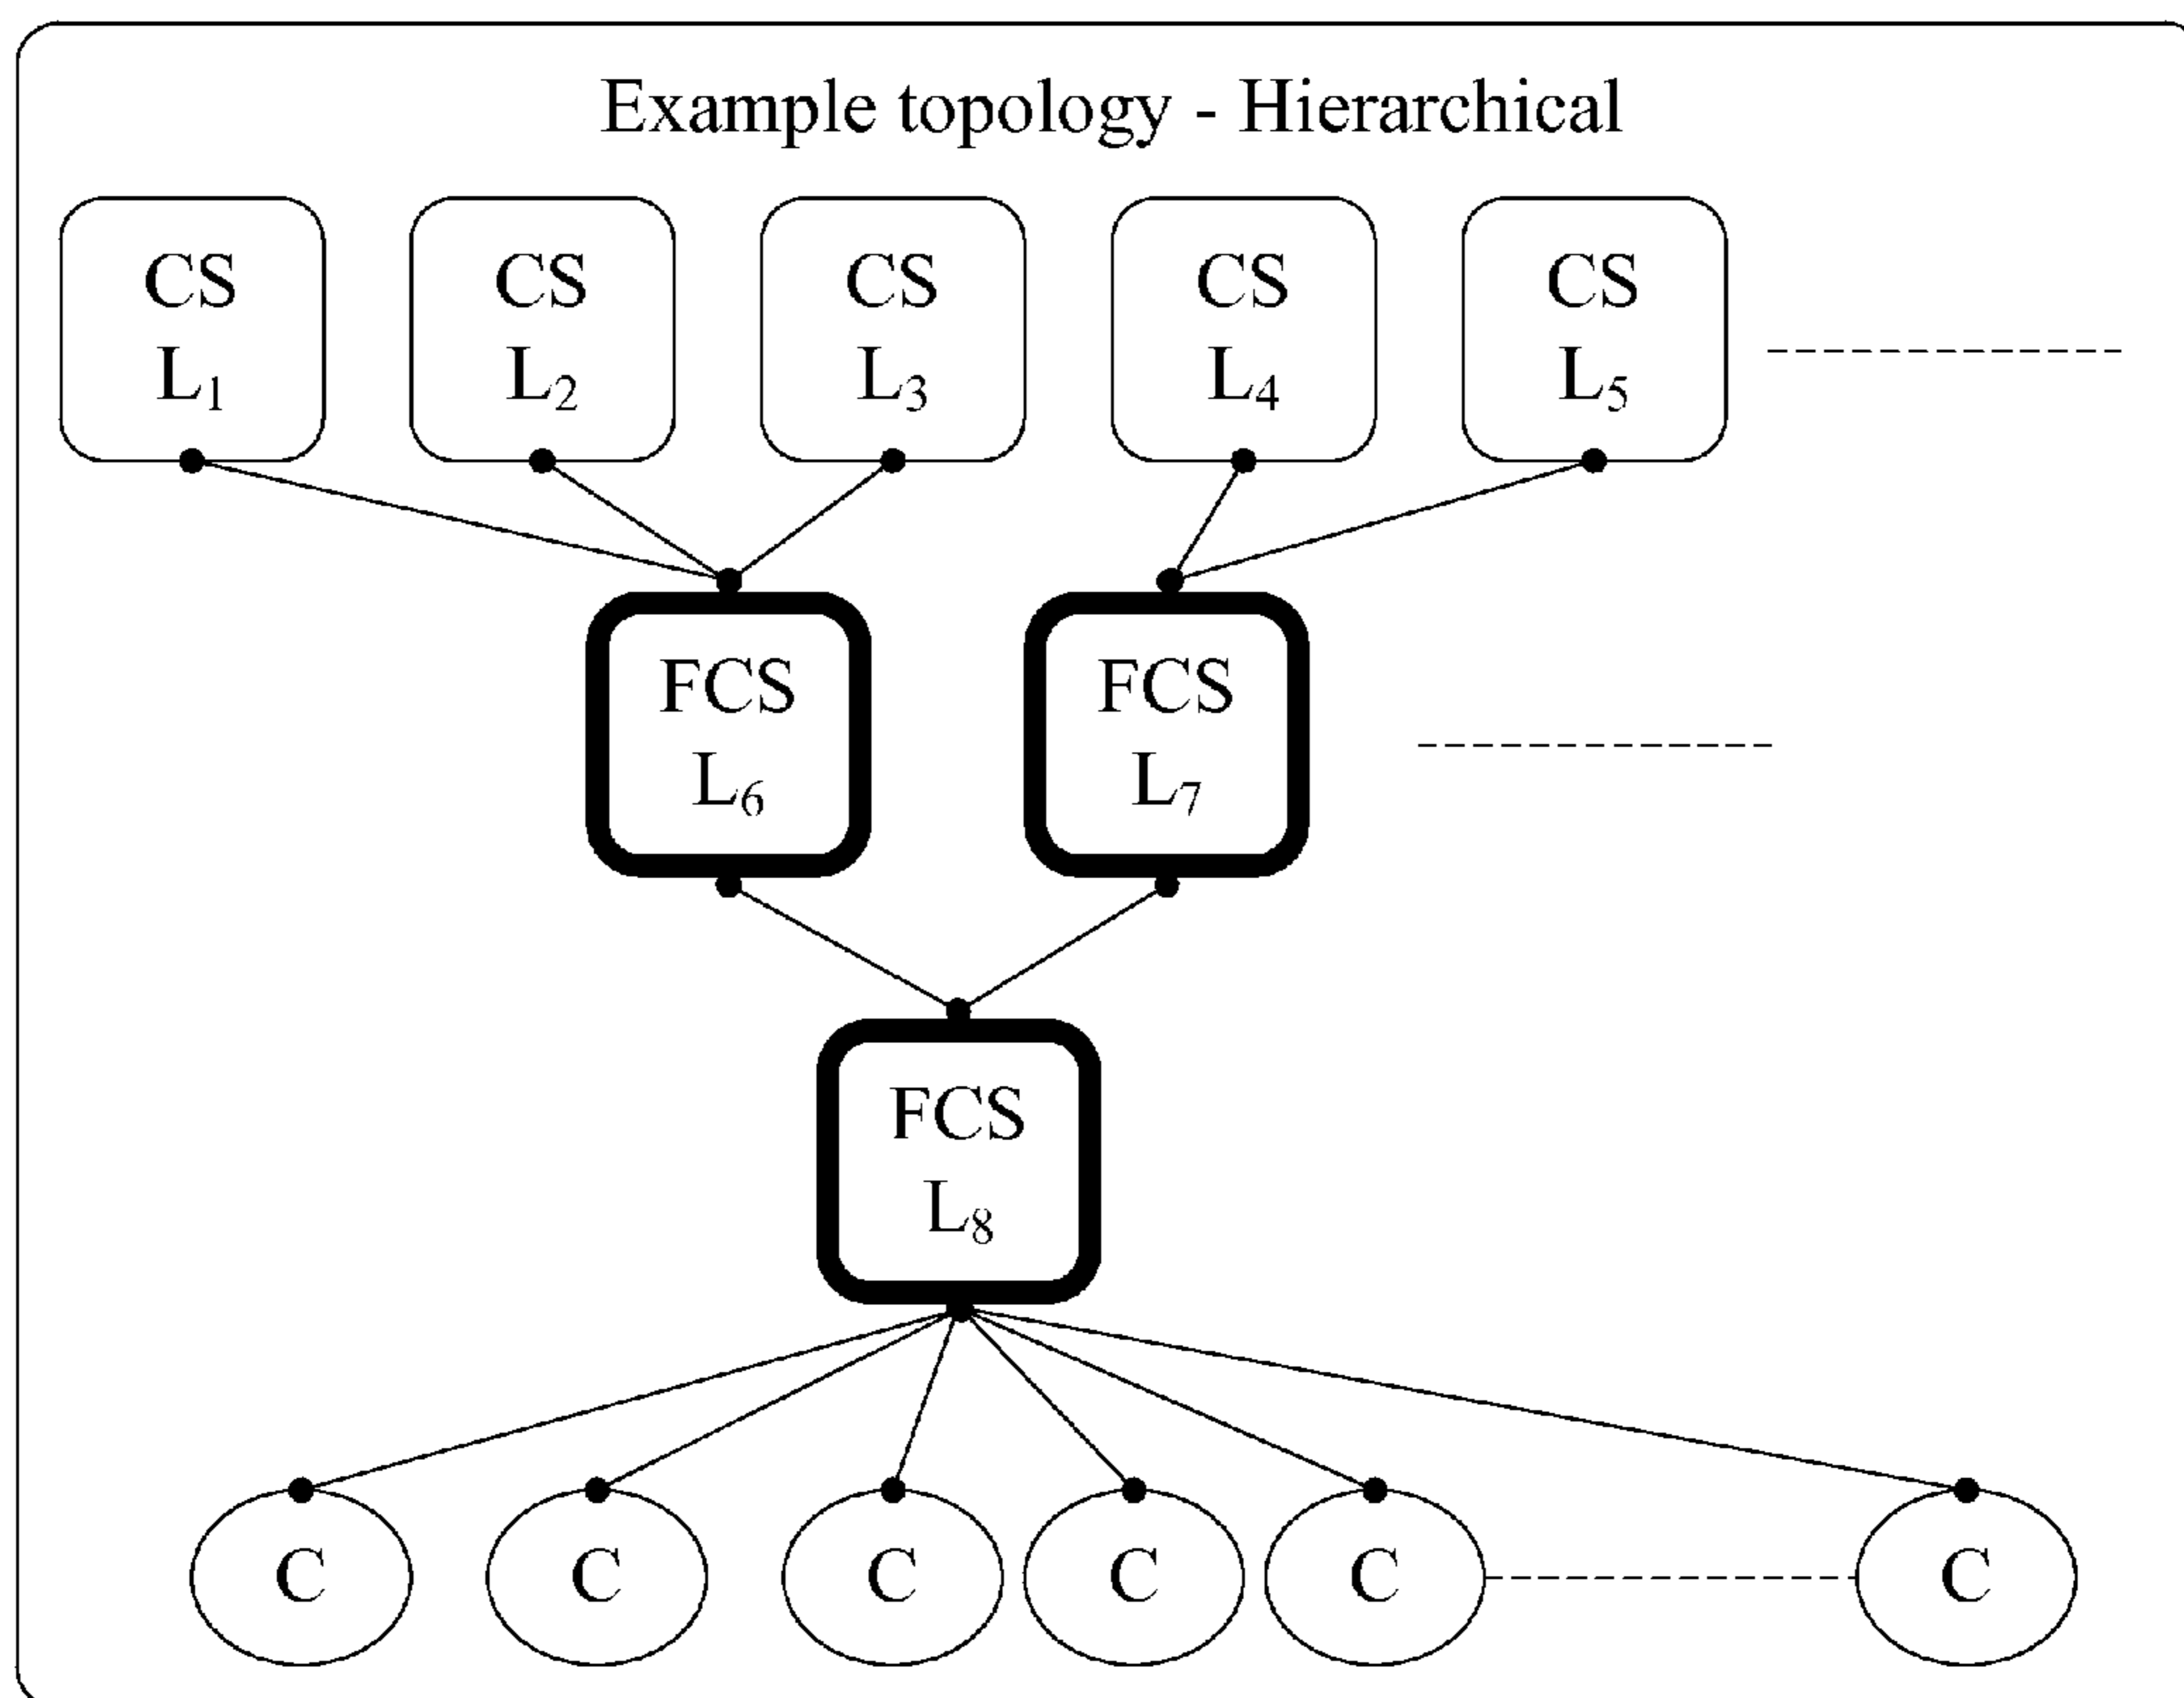 Example topology - Hierarchical
CS CS CS CS CS
L₁ L₂ L₃ L₄ L₅
FCS FCS
L₆ L₇
FCS
L₈
C C C C C C